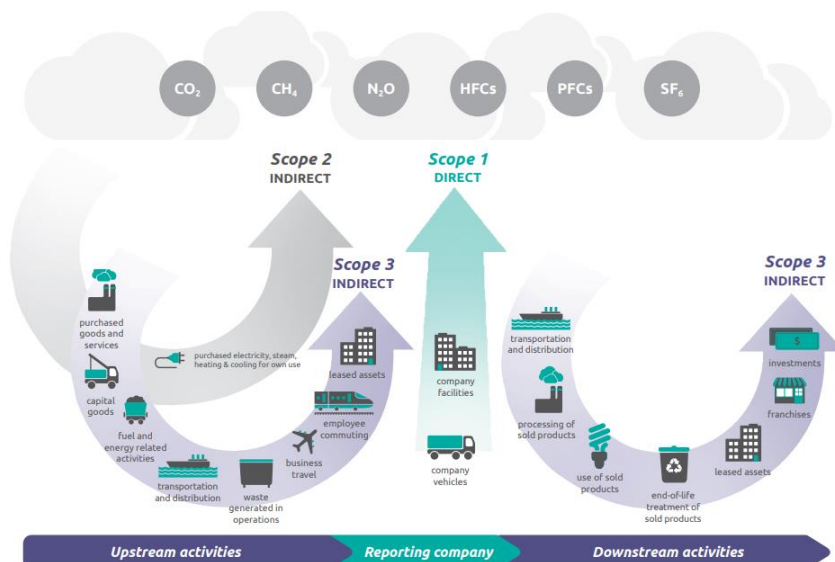 CO₂
CH₄
N₂O
HFCs
PFCs
SF₆
Scope 2
INDIRECT
Scope 1
DIRECT
Scope 3
INDIRECT
Scope 3
INDIRECT
purchased
goods and
services
capital
goods
fuel and
energy related
activities
transportation
and distribution
waste
generated in
operations
business
travel
employee
commuting
leased assets
purchased electricity, steam,
heating & cooling for own use
company
facilities
company
vehicles
transportation
and distribution
processing of
sold products
use of sold
products
end-of-life
treatment of
sold products
leased assets
franchises
$
investments
Upstream activities
Reporting company
Downstream activities